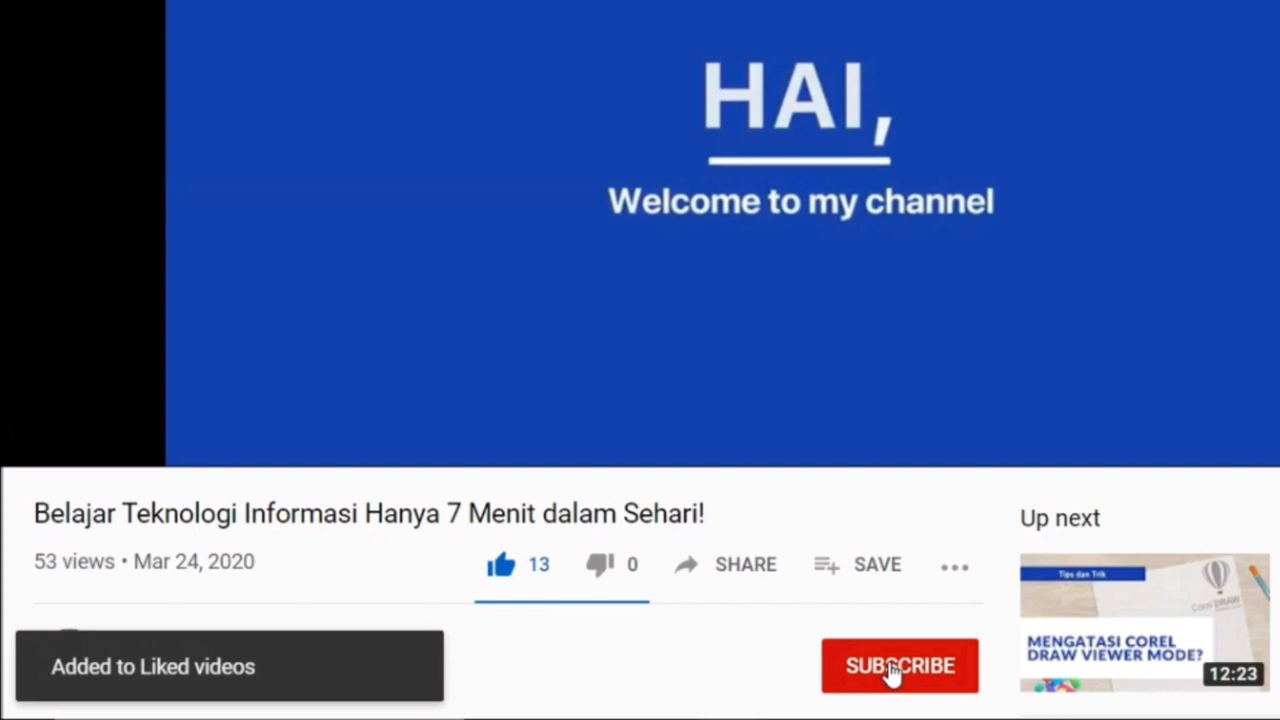 HAI,
Welcome to my channel
Belajar Teknologi Informasi Hanya 7 Menit dalam Sehari!
53 views • Mar 24, 2020
13
0
SHARE
SAVE
Added to Liked videos
SUBSCRIBE
Up next
Tips dan Trik
Corel DRAW
MENGATASI COREL
DRAW VIEWER MODE?
12:23